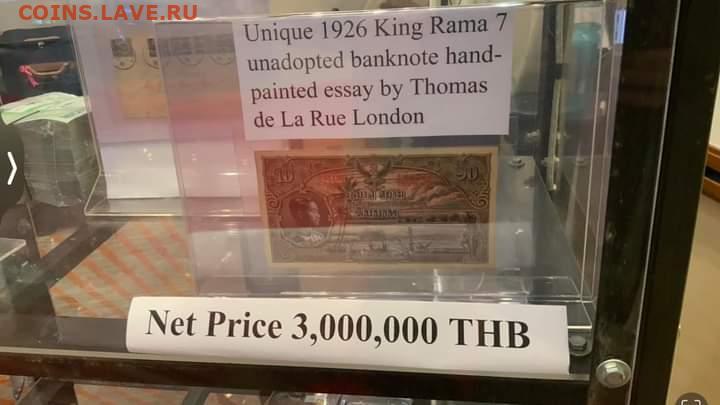 COINS.LAVE.RU
Unique 1926 King Rama 7
unadopted banknote hand-
painted essay by Thomas
de La Rue London
Net Price 3,000,000 THB